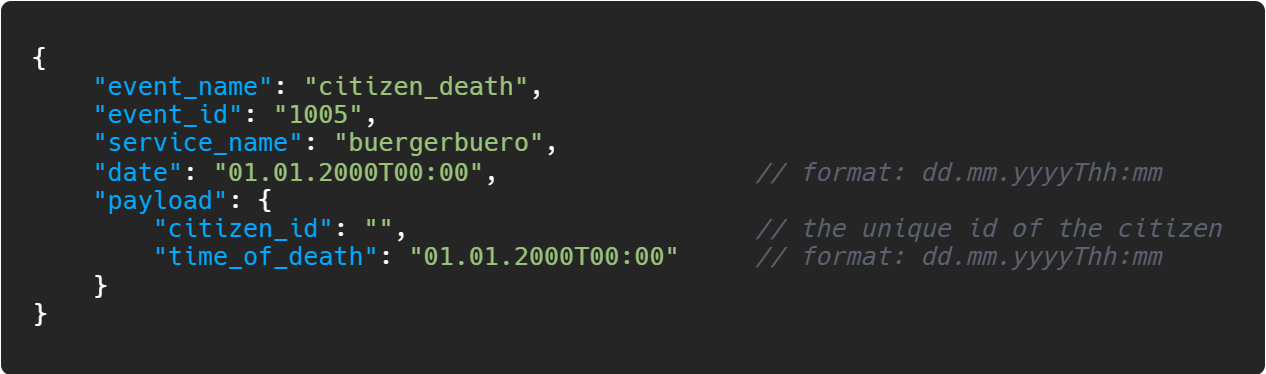 {
    "event_name": "citizen_death",
    "event_id": "1005",
    "service_name": "buergerbuero",
    "date": "01.01.2000T00:00",                 // format: dd.mm.yyyyThh:mm
    "payload": {
        "citizen_id": "",                       // the unique id of the citizen
        "time_of_death": "01.01.2000T00:00"     // format: dd.mm.yyyyThh:mm
    }
}